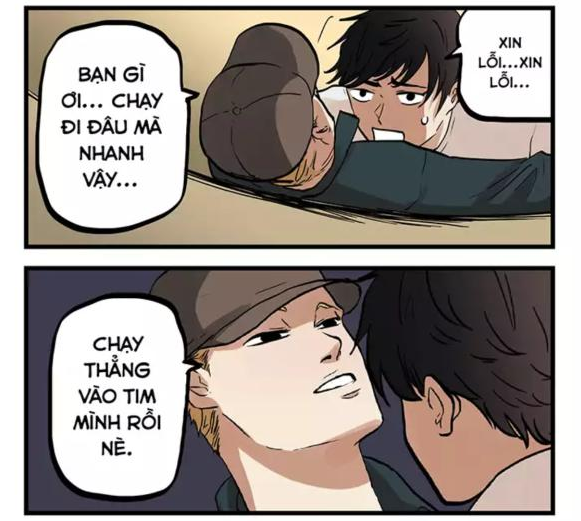 BẠN GÌ
ƠI... CHẠY
ĐI ĐÂU MÀ
NHANH
VẬY...
XIN
LỖI...XIN
LỖI...
CHẠY
THẲNG
VÀO TIM
MÌNH RỒI
NÈ.